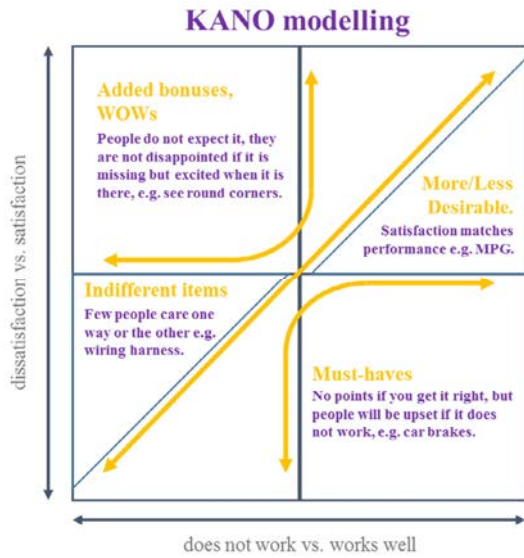 KANO modelling
Added bonuses,
WOWs
People do not expect it, they
are not disappointed if it is
missing but excited when it is
there, e.g. see round corners.
More/Less
Desirable.
Satisfaction matches
performance e.g. MPG.
Indifferent items
Few people care one
way or the other e.g.
wiring harness.
Must-haves
No points if you get it right, but
people will be upset if it does
not work, e.g. car brakes.
dissatisfaction vs. satisfaction
does not work vs. works well